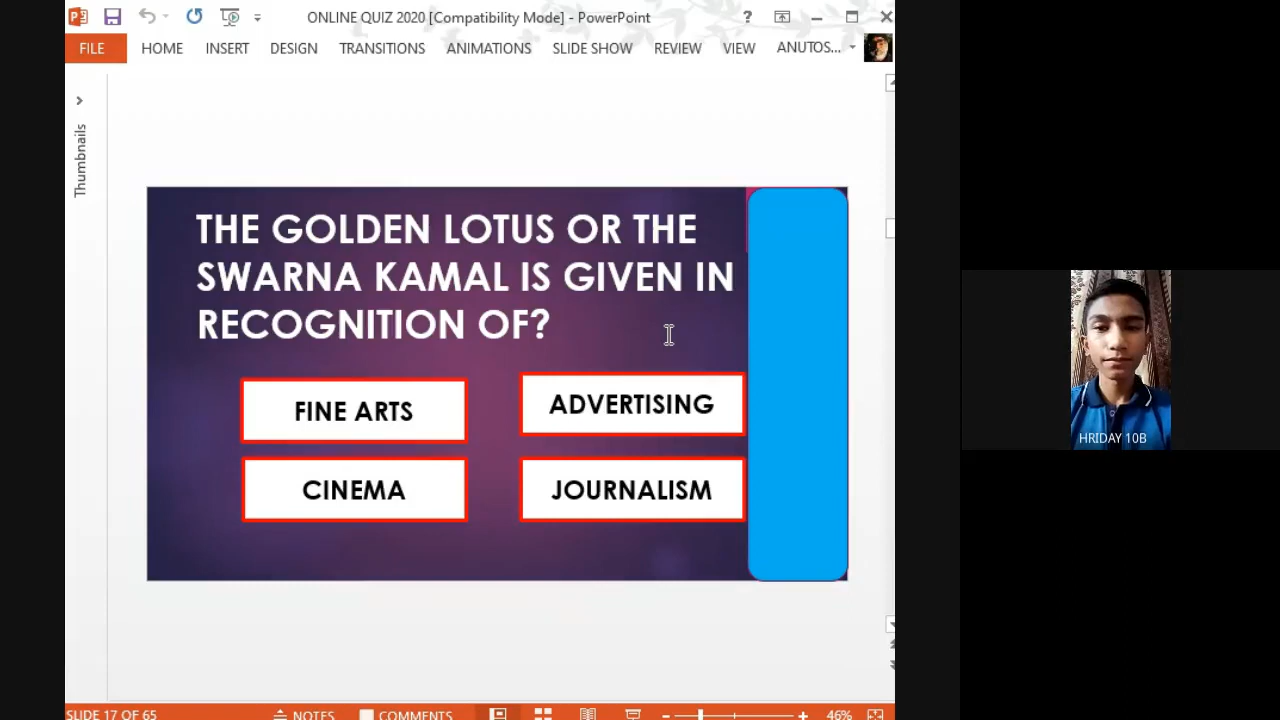 ONLINE QUIZ 2020 [Compatibility Mode] - PowerPoint
?
FILE HOME INSERT DESIGN TRANSITIONS ANIMATIONS SLIDE SHOW REVIEW VIEW ANUTOS...
Thumbnails
THE GOLDEN LOTUS OR THE
SWARNA KAMAL IS GIVEN IN
RECOGNITION OF?
FINE ARTS
ADVERTISING
CINEMA
JOURNALISM
HRIDAY 10B
SLIDE 17 OF 65 NOTES COMMENTS 46%